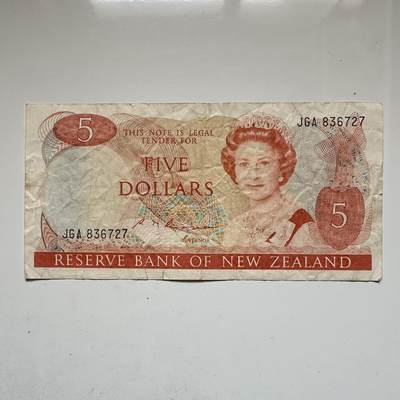 5
JGA 836727
THIS NOTE IS LEGAL
TENDER FOR
FIVE
DOLLARS
5
JGA 836727
GOVERNOR
RESERVE BANK OF NEW ZEALAND